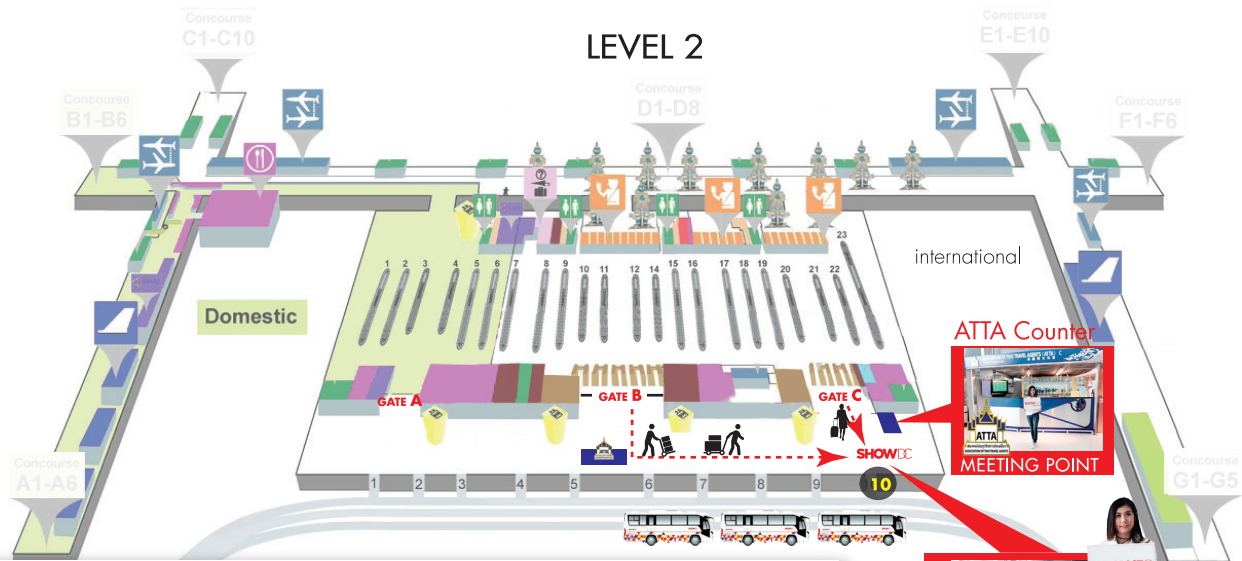 LEVEL 2
Concourse
C1-C10
Concourse
E1-E10
Concourse
B1-B6
Concourse
D1-D8
Concourse
F1-F6
23
1
2
3
4
5
6
7
8
9
10
11
12
14
15
16
17
18
19
20
21
22
international
Domestic
ATTA Counter
GATE A
GATE B
GATE C
ATTA
MEETING POINT
SHOWDC
Concourse
A1-A6
Concourse
G1-G5
1
2
3
4
5
6
7
8
9
10